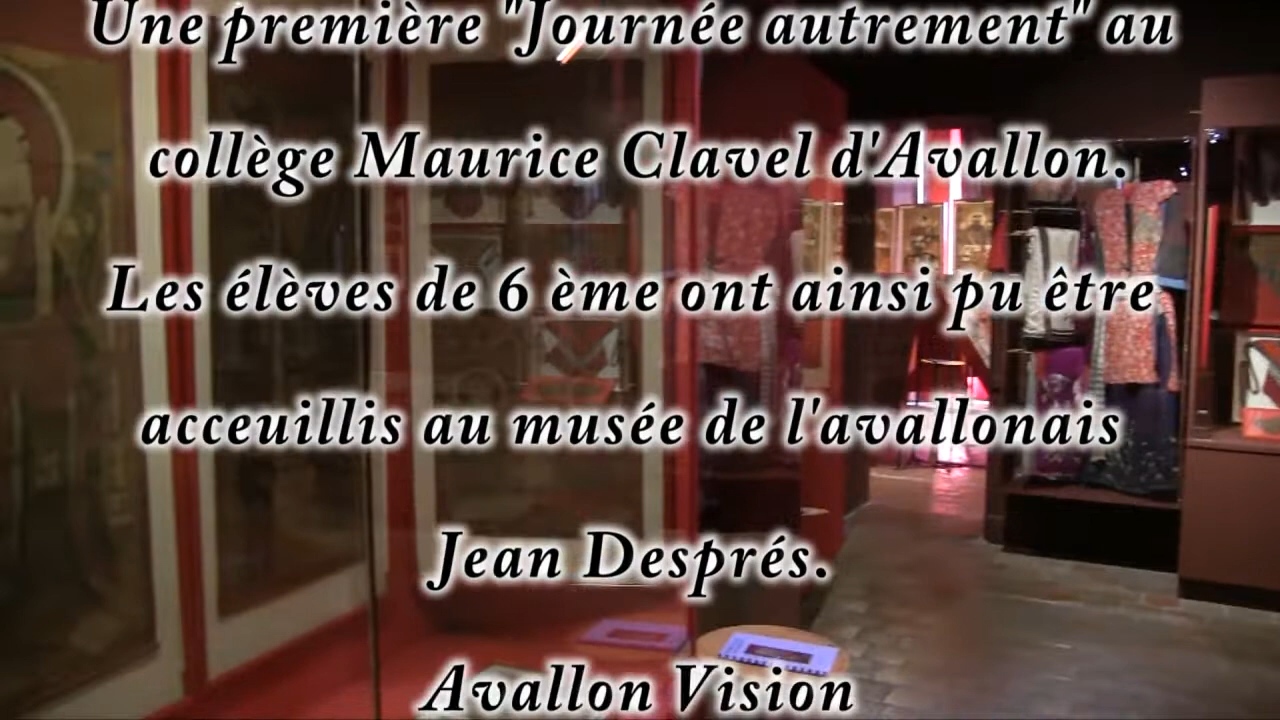 Une première "Journée autrement" au
collège Maurice Clavel d'Avallon.
Les élèves de 6 ème ont ainsi pu être
acceuillis au musée de l'avallonais
Jean Després.
Avallon Vision